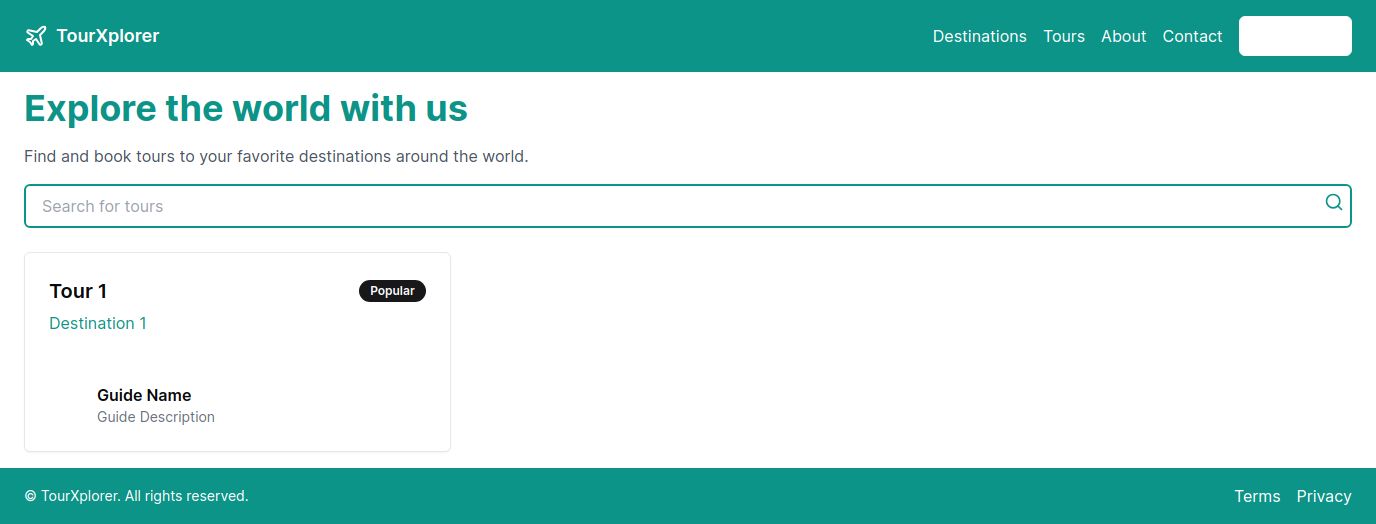 TourXplorer
Destinations Tours About Contact
Explore the world with us
Find and book tours to your favorite destinations around the world.
Search for tours
Tour 1
Popular
Destination 1
Guide Name
Guide Description
© TourXplorer. All rights reserved.
Terms Privacy